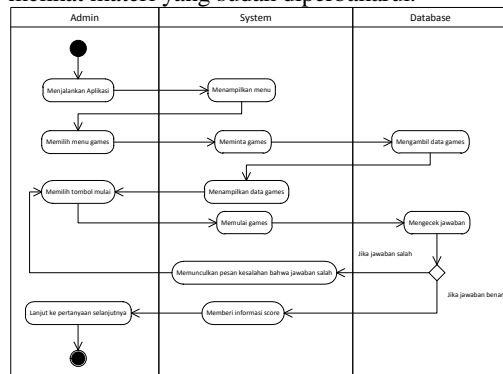 melihat materi yang sudah diperbaharui.
Admin
System
Database
Menjalankan Aplikasi
Menampilkan menu
Memilih menu games
Meminta games
Mengambil data games
Memilih tombol mulai
Menampilkan data games
Memulai games
Mengecek jawaban
Jika jawaban salah
Memunculkan pesan kesalahan bahwa jawaban salah
Jika jawaban benar
Lanjut ke pertanyaan selanjutnya
Memberi informasi score